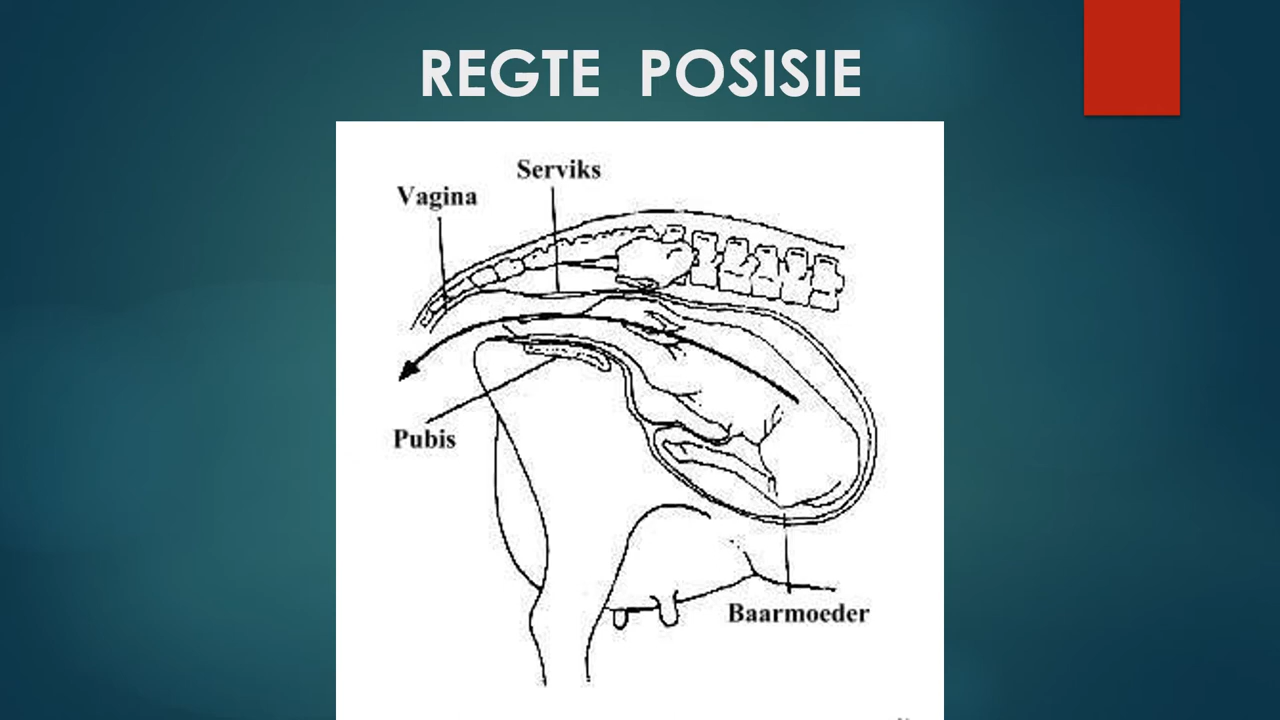 REGTE POSISIE
Serviks
Vagina
Pubis
Baarmoeder